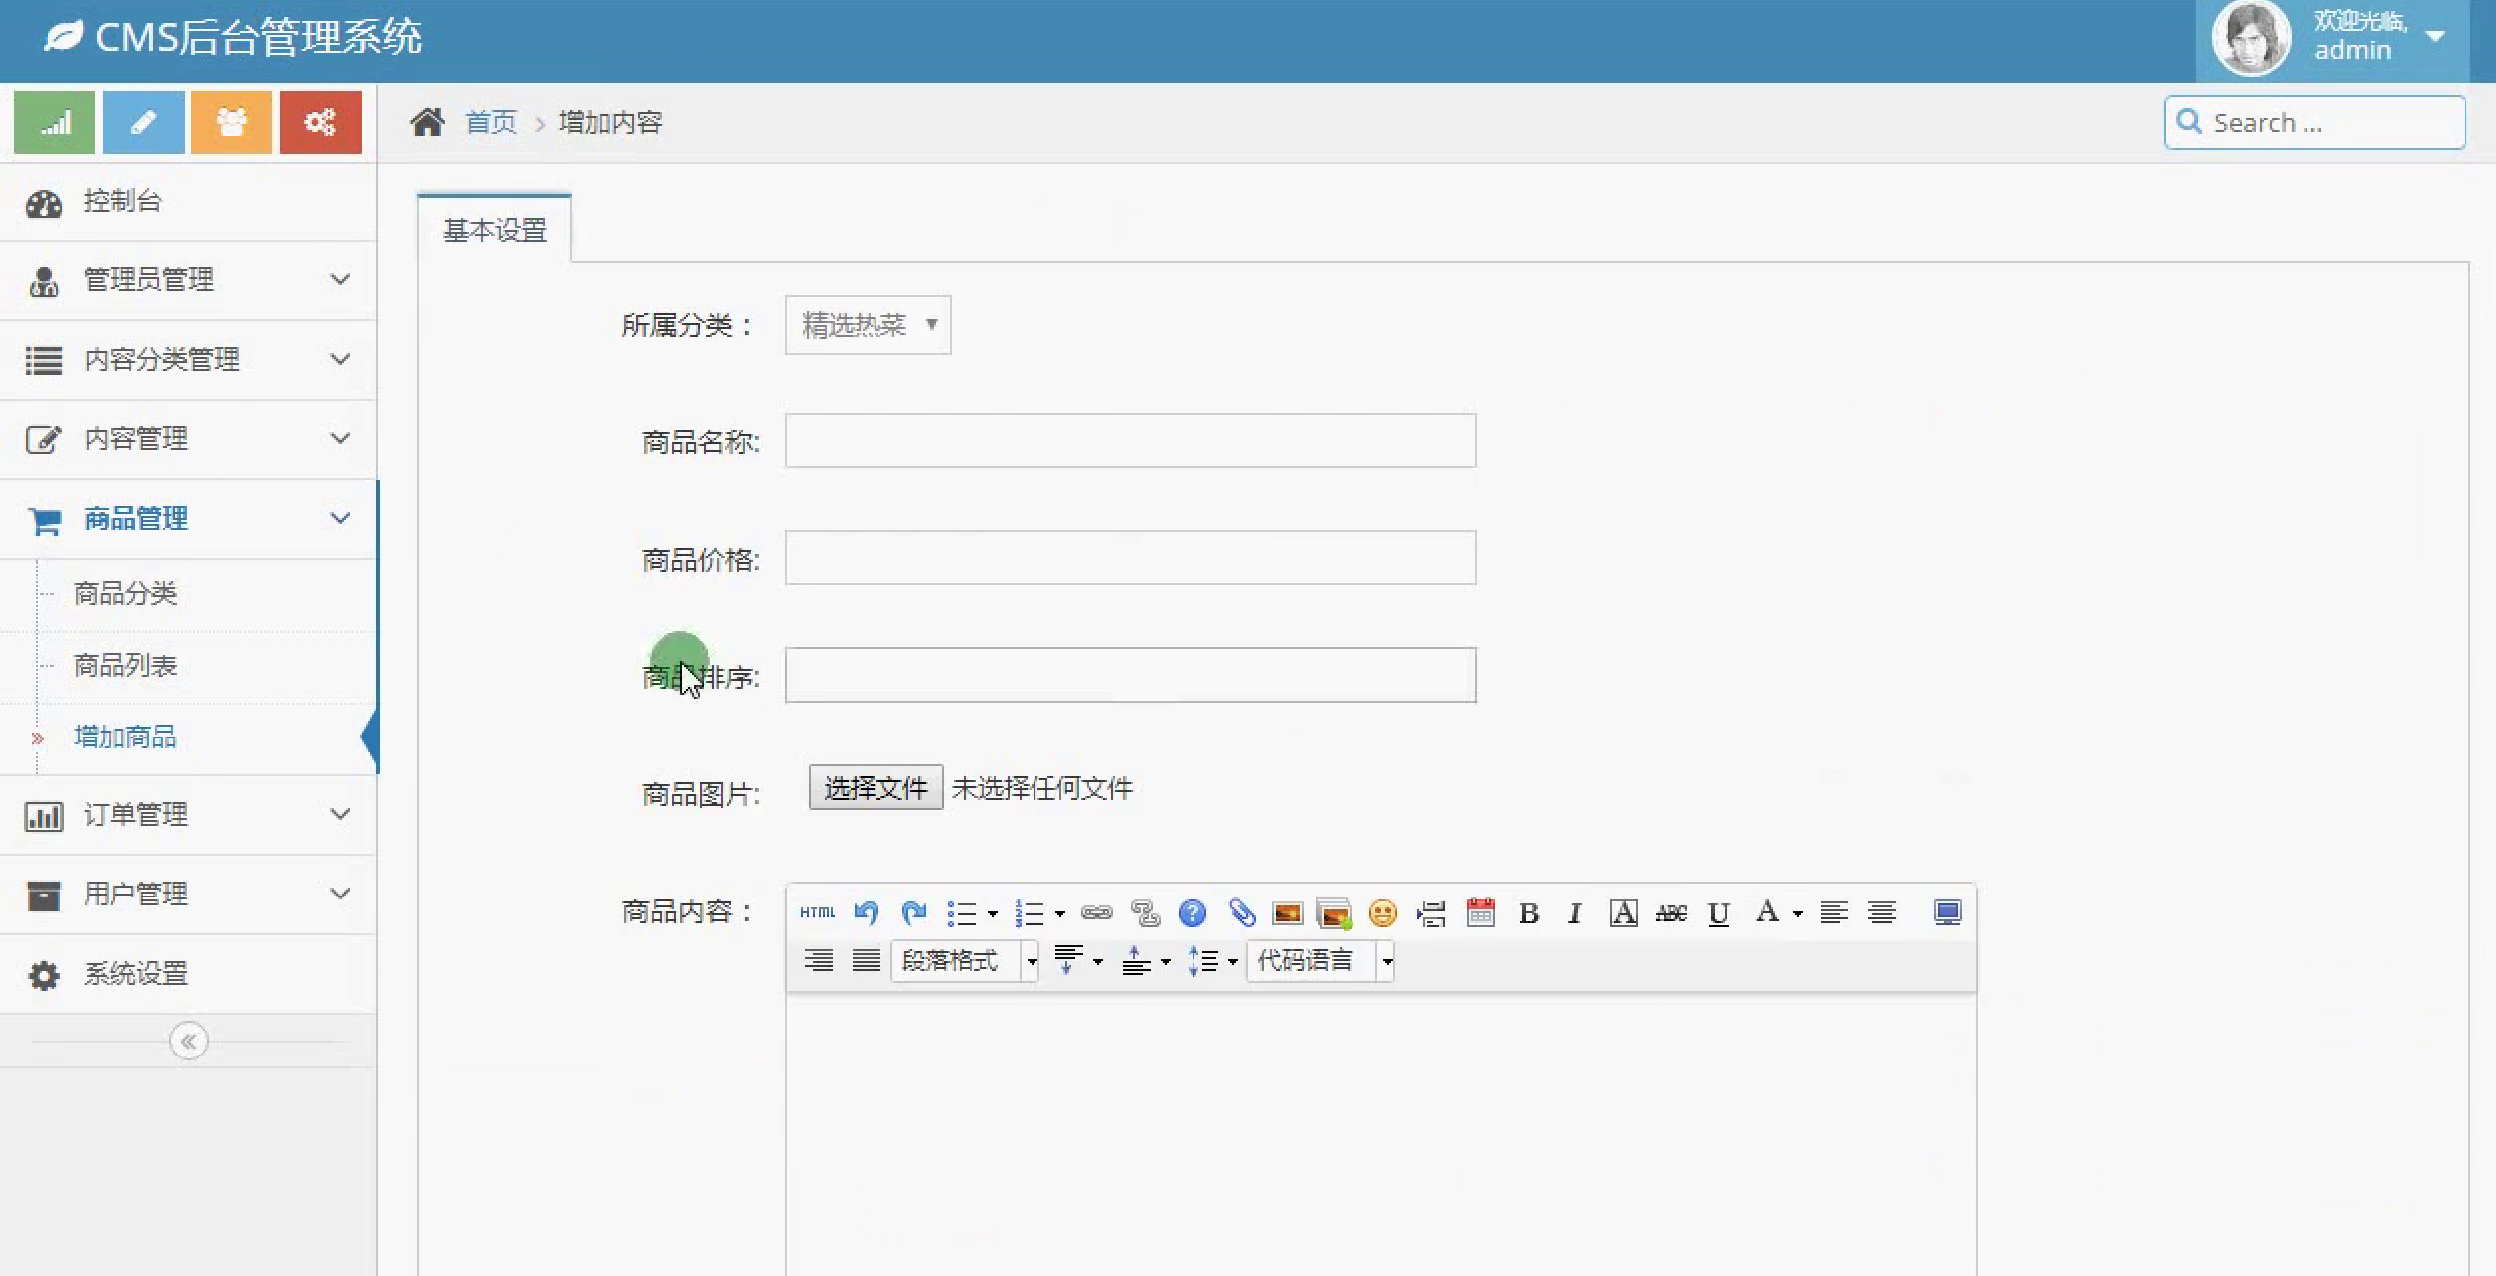 CMS后台管理系统
欢迎光临,
admin
首页 > 增加内容
Search ...
控制台
管理员管理
内容分类管理
内容管理
商品管理
商品分类
商品列表
» 增加商品
订单管理
用户管理
系统设置
«
基本设置
所属分类： 精选热菜
商品名称:
商品价格:
商品排序:
商品图片: 选择文件 未选择任何文件
商品内容：
HTML B I A ABC U A
段落格式 代码语言